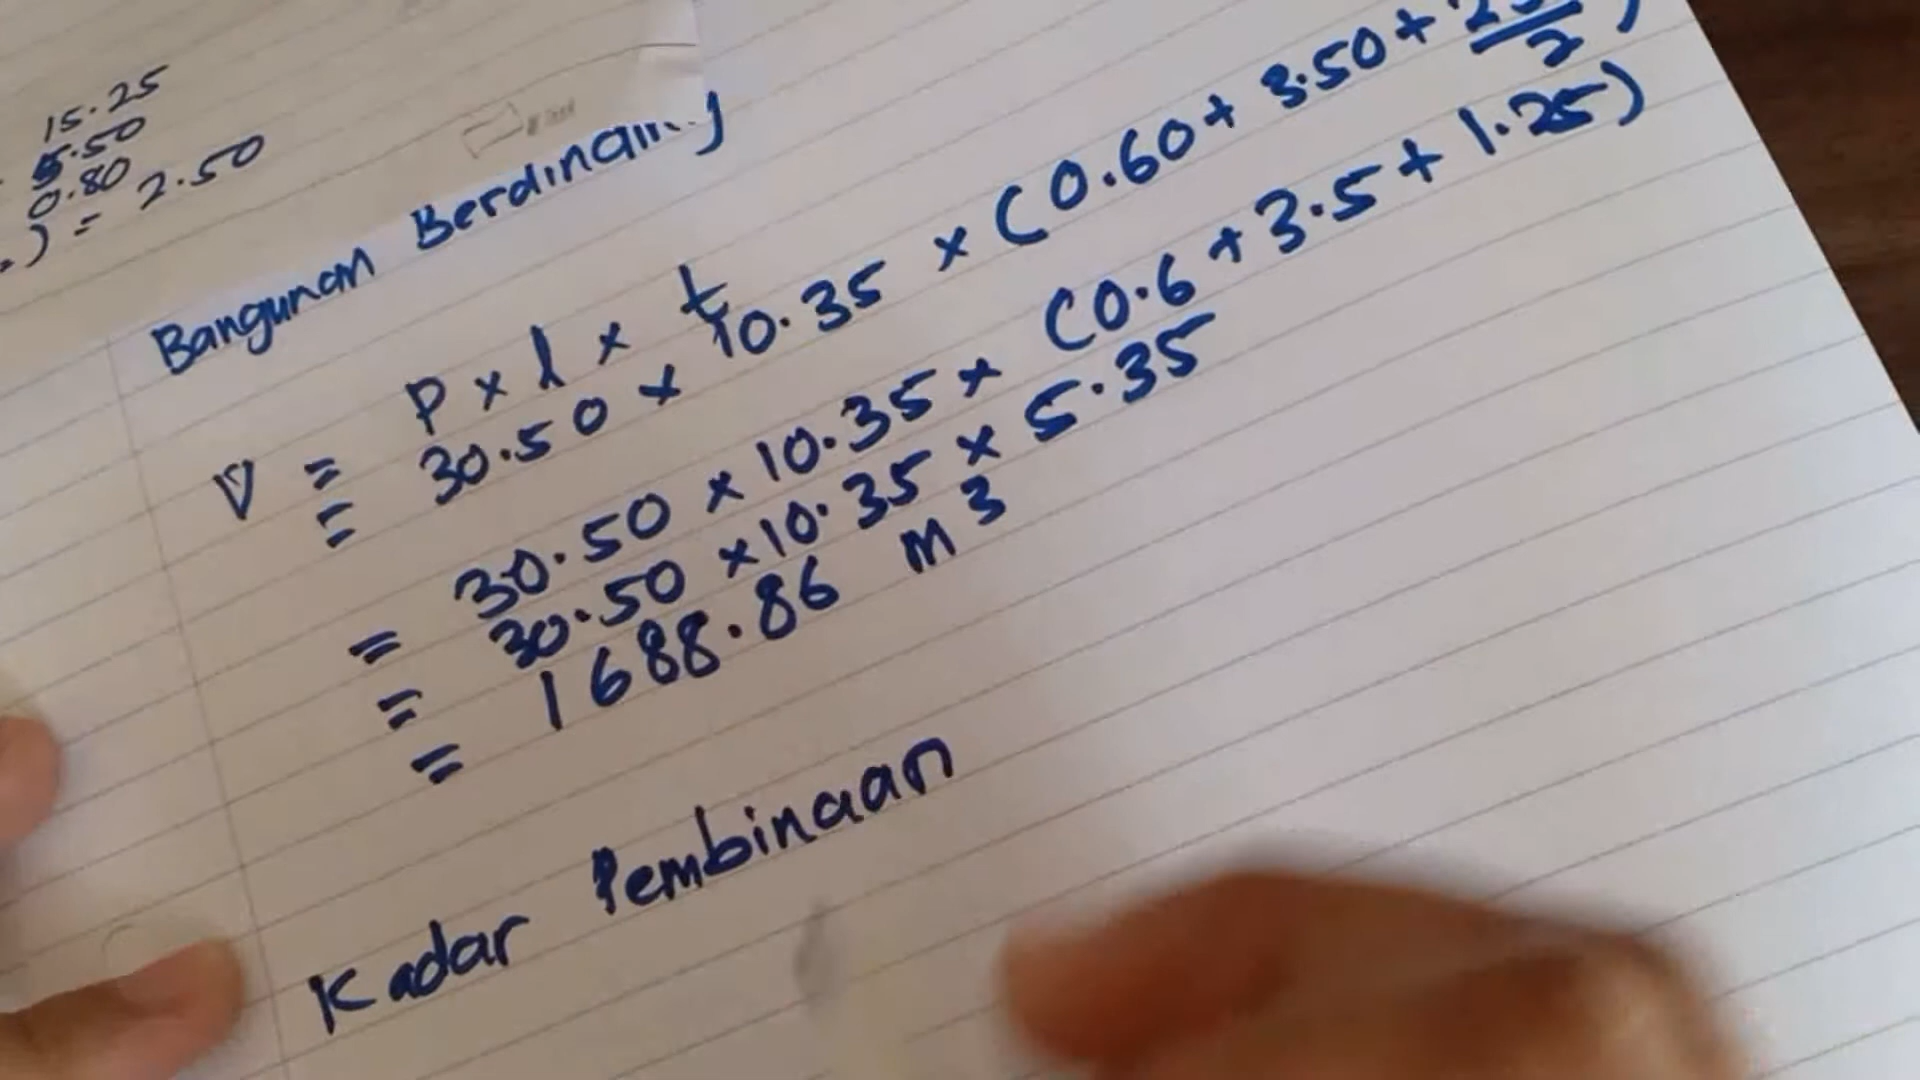 15.25
5.50
0.80
) = 2.50
Bangunan Berdinding
V = p x l x t
= 30.50 x 10.35 x (0.60 + 3.50 +
= 30.50 x 10.35 x (0.6 + 3.5 + 1.25)
= 30.50 x 10.35 x 5.35
= 1688.86 m3
Kadar Pembinaan